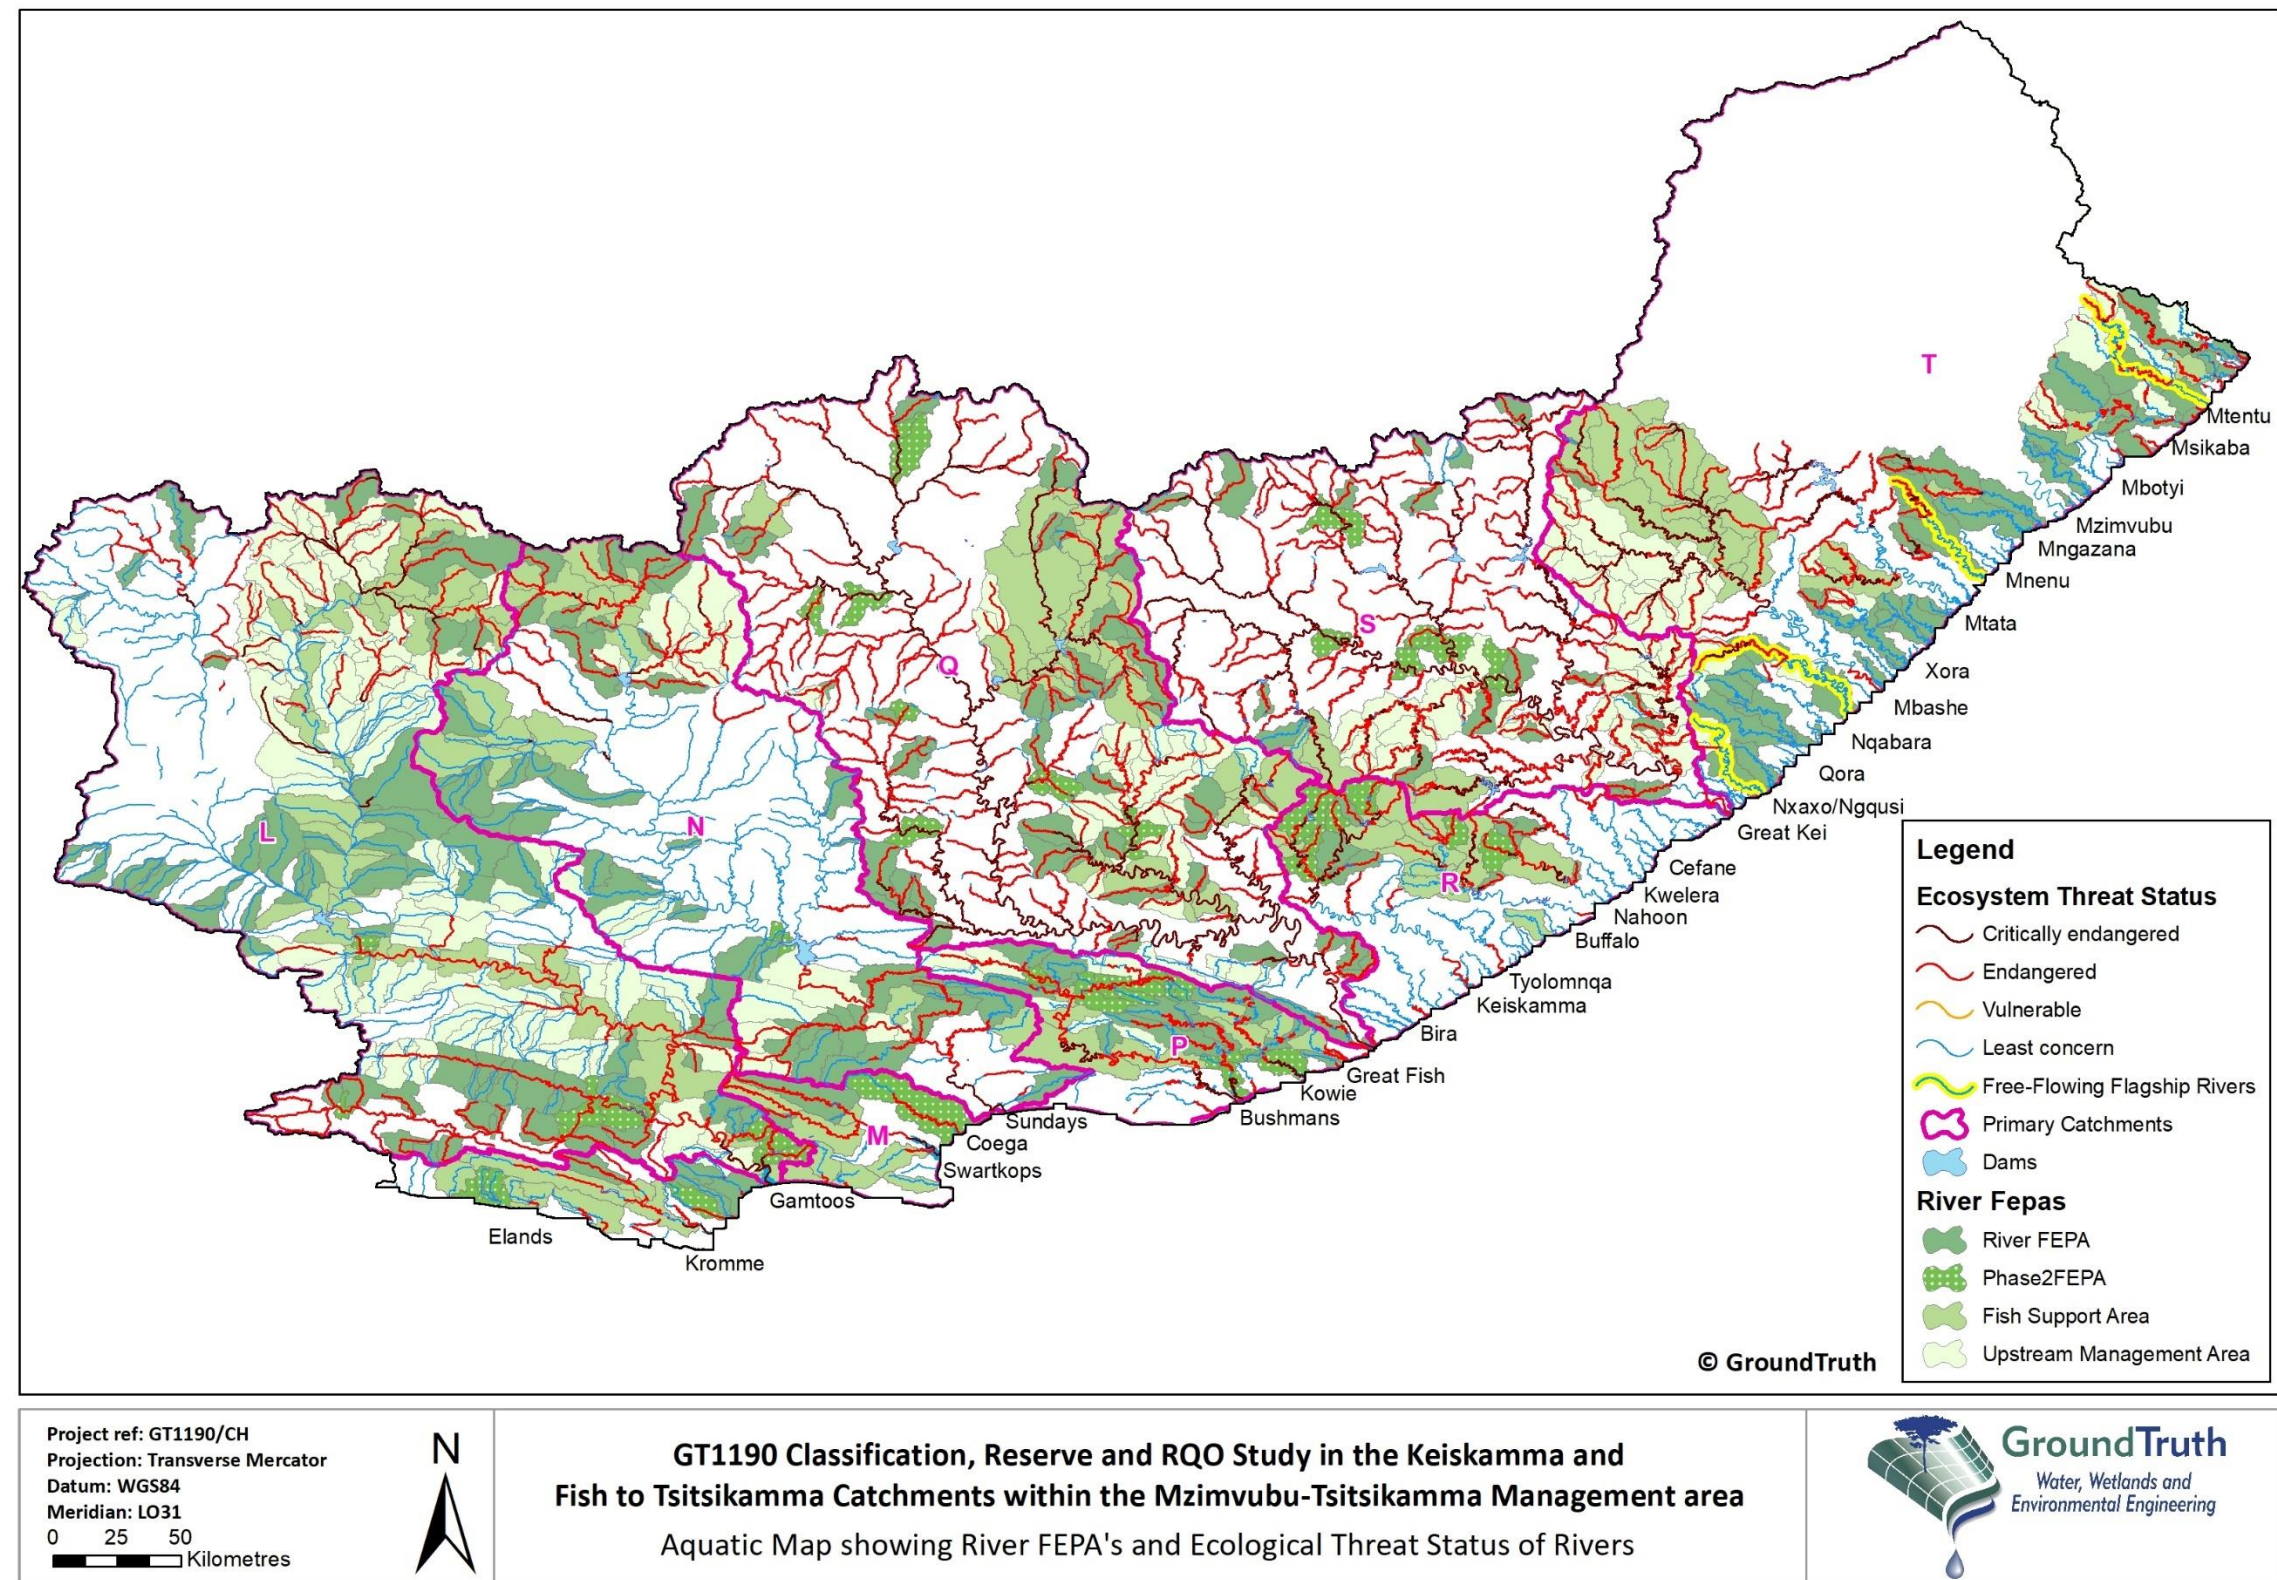 T
Mtentu
Msikaba
Mbotyi
Mzimvubu
Mngazana
Mnenu
S
Mtata
Q
Xora
Mbashe
Nqabara
Qora
Nxaxo/Ngqusi
L
N
Great Kei
Cefane
R
Kwelera
Nahoon
Buffalo
Tyolomnqa
Keiskamma
Bira
P
Great Fish
Kowie
Bushmans
Sundays
M
Coega
Swartkops
Gamtoos
Elands
Kromme
Legend
Ecosystem Threat Status
Critically endangered
Endangered
Vulnerable
Least concern
Free-Flowing Flagship Rivers
Primary Catchments
Dams
River Fepas
River FEPA
Phase2FEPA
Fish Support Area
Upstream Management Area
© GroundTruth
Project ref: GT1190/CH
Projection: Transverse Mercator
Datum: WGS84
Meridian: LO31
0 25 50
Kilometres
N
GT1190 Classification, Reserve and RQO Study in the Keiskamma and
Fish to Tsitsikamma Catchments within the Mzimvubu-Tsitsikamma Management area
Aquatic Map showing River FEPA's and Ecological Threat Status of Rivers
GroundTruth
Water, Wetlands and
Environmental Engineering